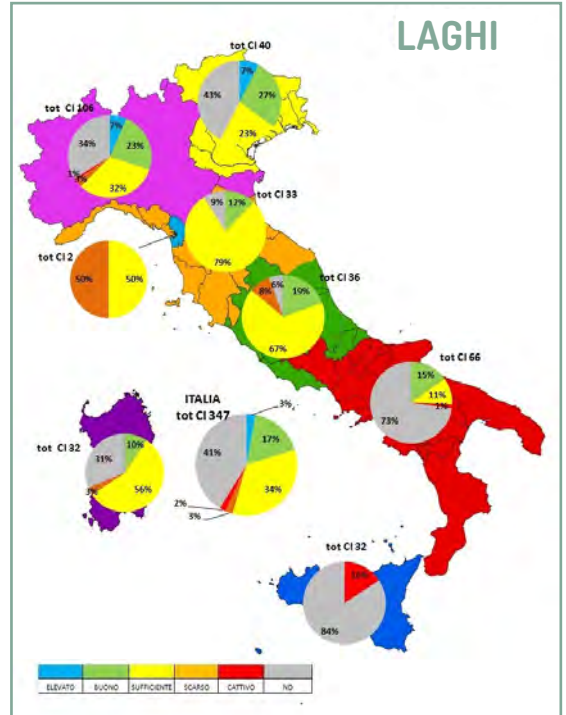 LAGHI
tot CI 40
7%
43%
27%
23%
tot CI 106
7%
34%
23%
1%
32%
tot CI 33
9%
12%
79%
tot CI 2
50%
50%
tot CI 36
6%
8%
19%
67%
tot CI 66
15%
11%
1%
73%
ITALIA
tot CI 347
3%
41%
17%
34%
2%
3%
tot CI 32
10%
31%
56%
3%
tot CI 32
16%
84%
ELEVATO BUONO SUFFICIENTE SCARSO CATTIVO ND